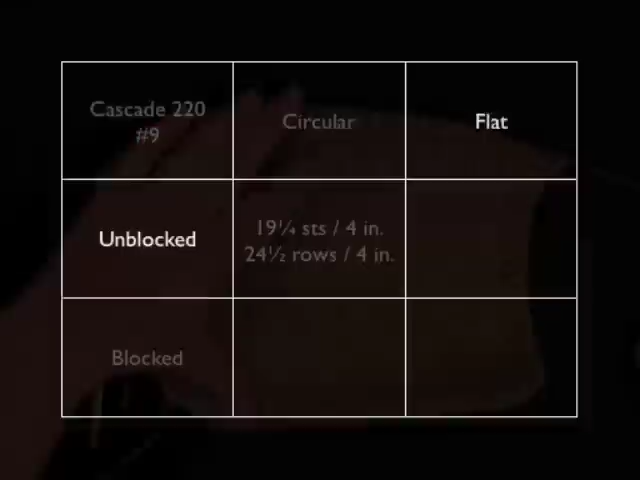 Cascade 220
#9
Circular
Flat
Unblocked
19¼ sts / 4 in.
24½ rows / 4 in.
Blocked